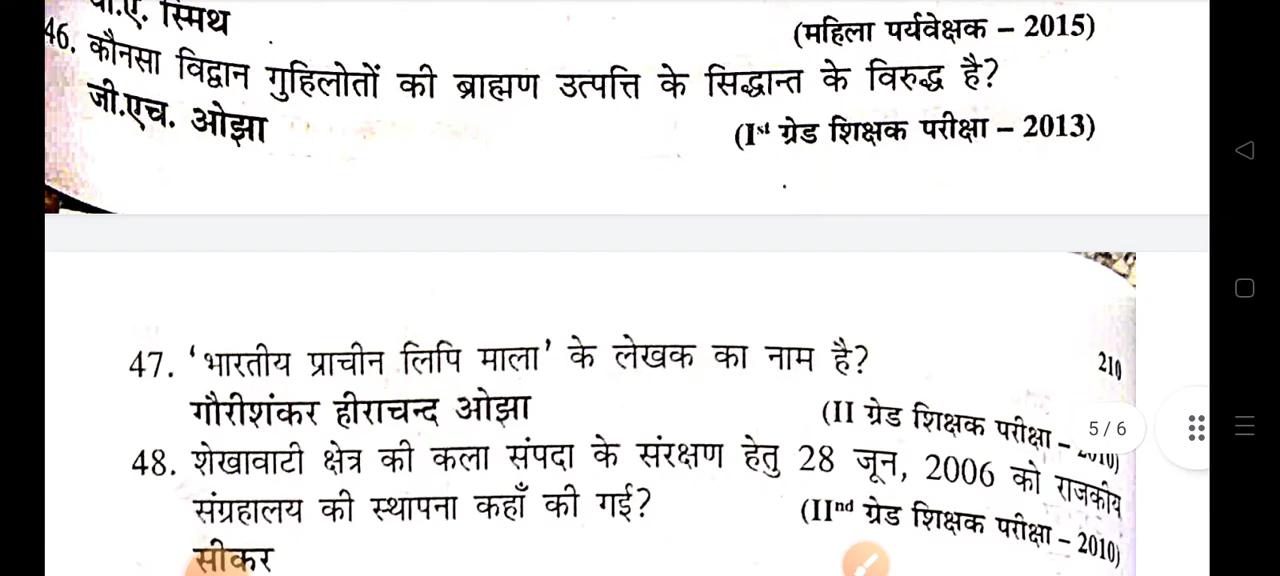 स्मिथ
(महिला पर्यवेक्षक – 2015)
46. कौनसा विद्वान गुहिलोतों की ब्राह्मण उत्पत्ति के सिद्धान्त के विरुद्ध है?
जी.एच. ओझा
(Ist ग्रेड शिक्षक परीक्षा – 2013)
210
47. 'भारतीय प्राचीन लिपि माला' के लेखक का नाम है?
गौरीशंकर हीराचन्द ओझा
(II ग्रेड शिक्षक परीक्षा –
5 / 6
48. शेखावाटी क्षेत्र की कला संपदा के संरक्षण हेतु 28 जून, 2006 को राजकीय
संग्रहालय की स्थापना कहाँ की गई?
(IInd ग्रेड शिक्षक परीक्षा – 2010)
सीकर